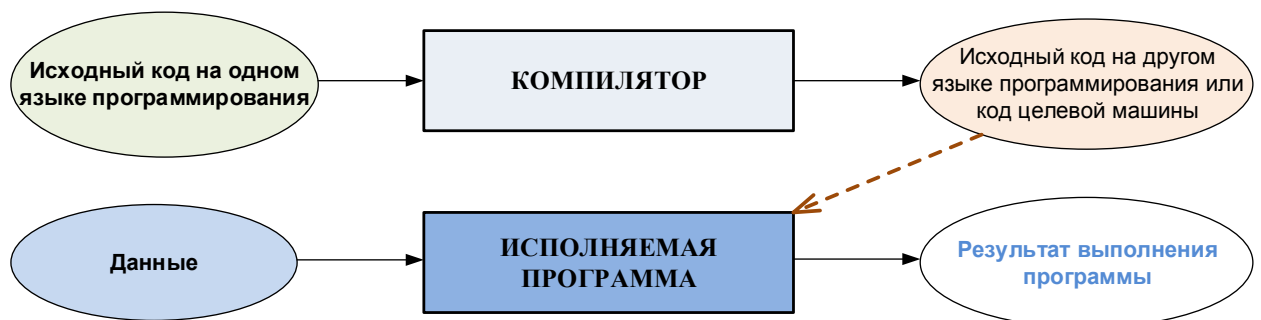 Исходный код на одном
языке программирования
КОМПИЛЯТОР
Исходный код на другом
языке программирования или
код целевой машины
Данные
ИСПОЛНЯЕМАЯ
ПРОГРАММА
Результат выполнения
программы